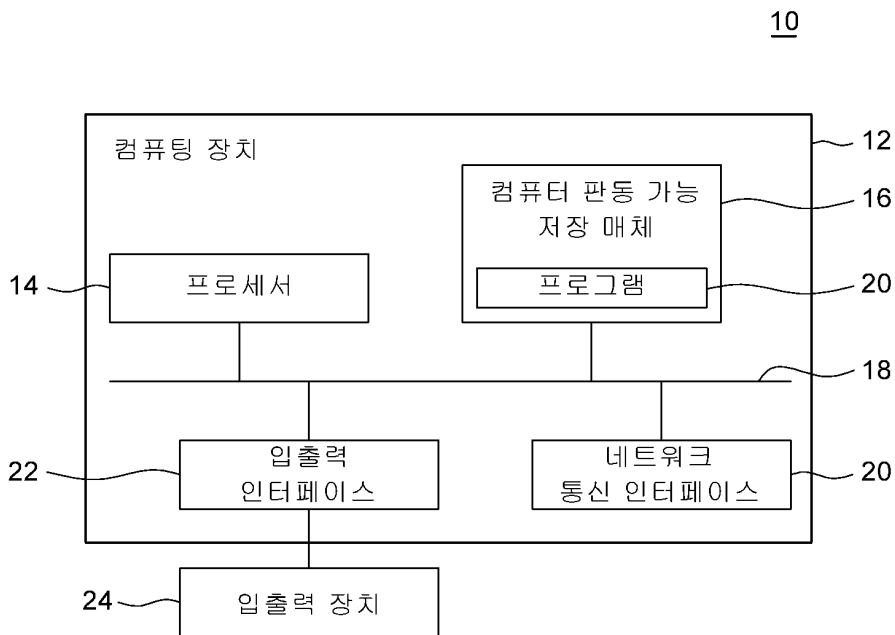 10
컴퓨팅 장치
12
컴퓨터 판동 가능
저장 매체
16
14
프로세서
프로그램
20
18
22
입출력
인터페이스
네트워크
통신 인터페이스
20
24
입출력 장치